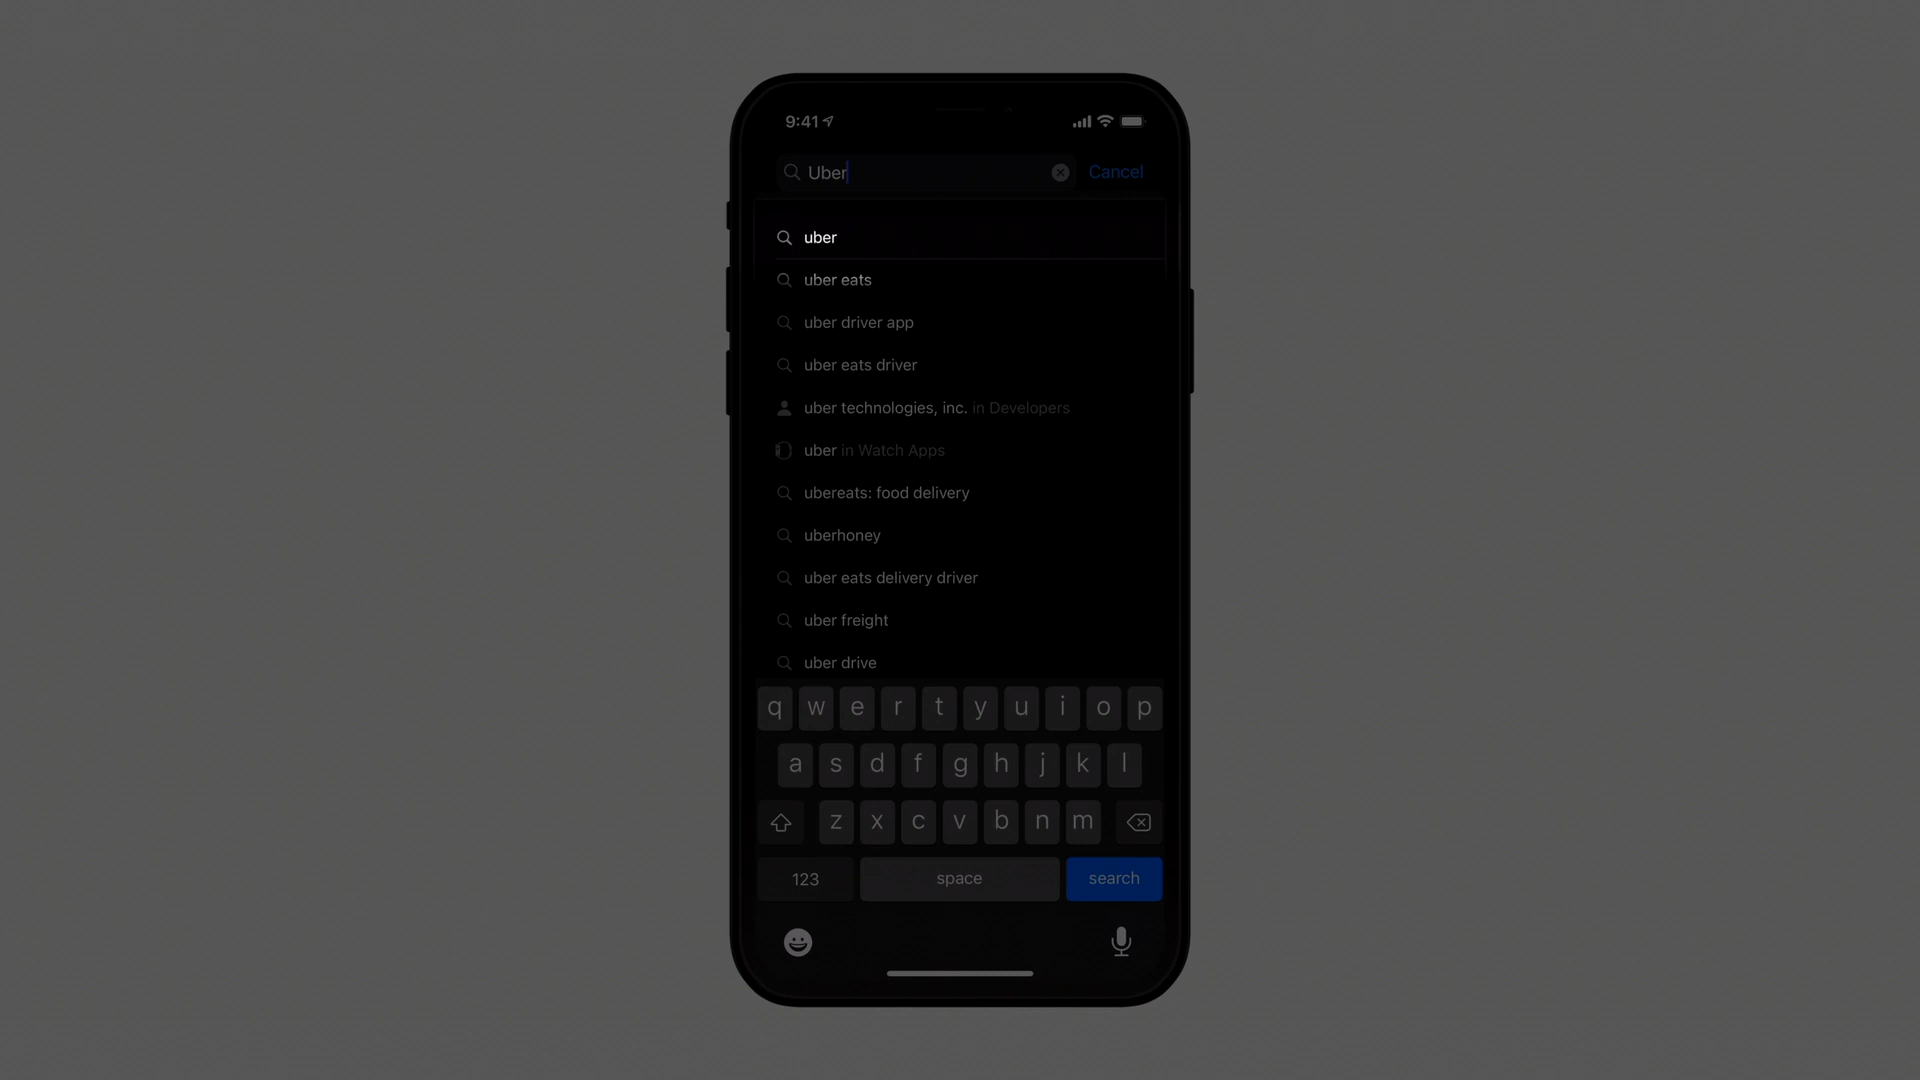 9:41
Uber Cancel
uber
uber eats
uber driver app
uber eats driver
uber technologies, inc. in Developers
uber in Watch Apps
ubereats: food delivery
uberhoney
uber eats delivery driver
uber freight
uber drive
q w e r t y u i o p
a s d f g h j k l
z x c v b n m
123 space search